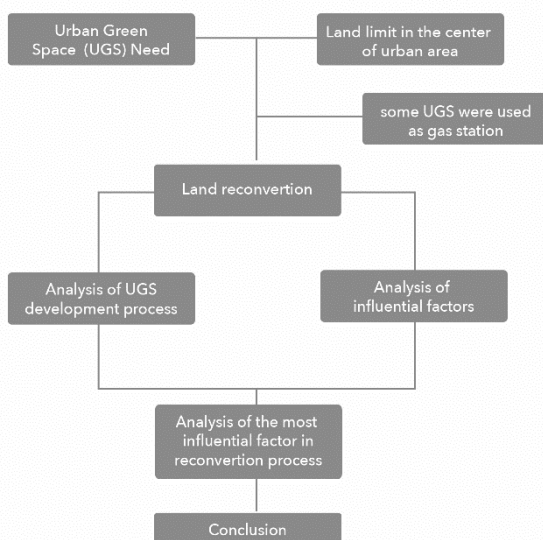 Urban Green
Space (UGS) Need
Land limit in the center
of urban area
some UGS were used
as gas station
Land reconvertion
Analysis of UGS
development process
Analysis of
influential factors
Analysis of the most
influential factor in
reconvertion process
Conclusion